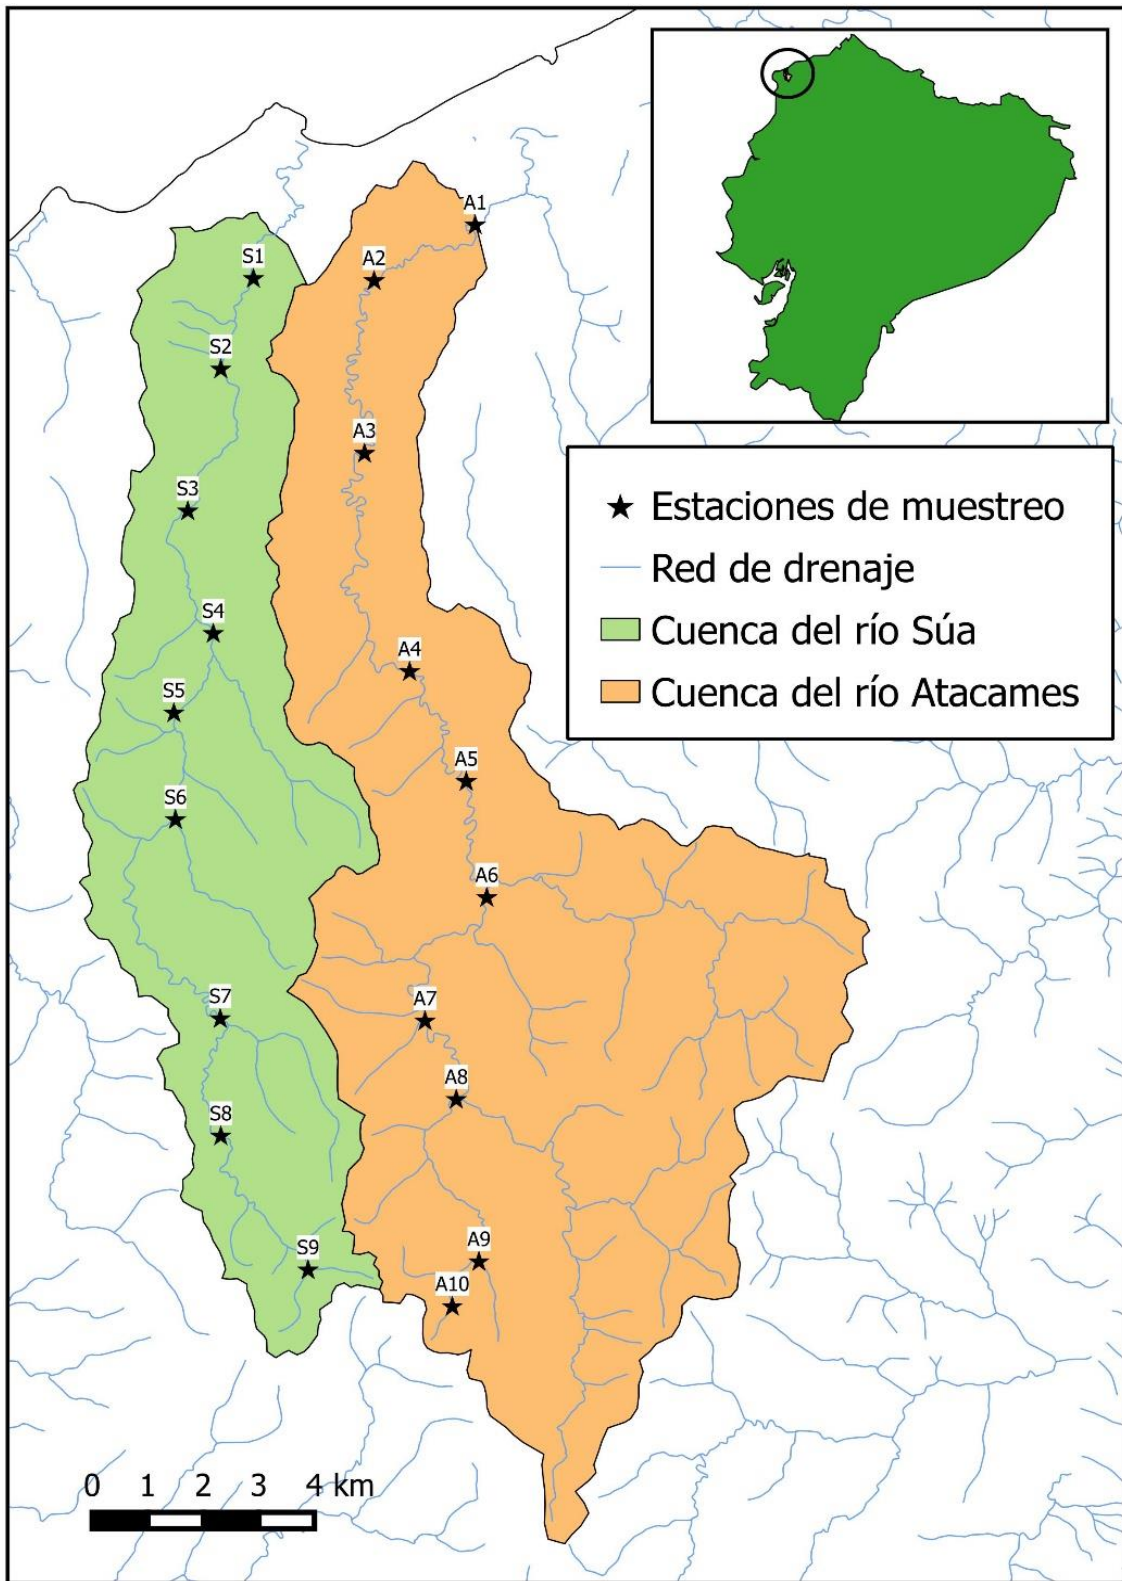 A1
S1
A2
S2
A3
S3
S4
A4
S5
A5
S6
A6
S7
A7
A8
S8
A9
S9
A10
Estaciones de muestreo
Red de drenaje
Cuenca del río Súa
Cuenca del río Atacames
0 1 2 3 4 km